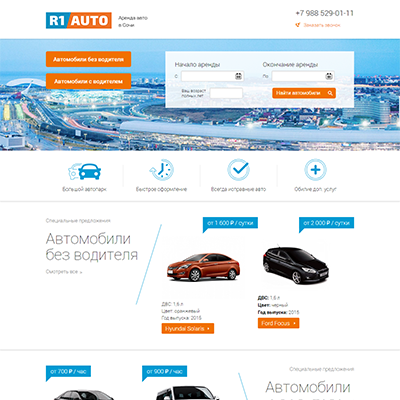 R1 AUTO
Аренда авто
в Сочи
+7 988 529-01-11
Заказать звонок
Автомобили без водителя
Автомобили с водителем
Начало аренды
Окончание аренды
С
По
Ваш возраст
полных лет
Найти автомобили
Большой автопарк
Быстрое оформление
Всегда исправные авто
Обилие доп. услуг
Специальные предложения
Автомобили
без водителя
Смотреть все
от 1 600 ₽ / сутки
от 2 000 ₽ / сутки
ДВС: 1,6 л
Цвет: оранжевый
Год выпуска: 2016
Hyundai Solaris
ДВС: 1,6 л
Цвет: черный
Год выпуска: 2016
Ford Focus
от 700 ₽ / час
от 900 ₽ / час
Специальные предложения
Автомобили